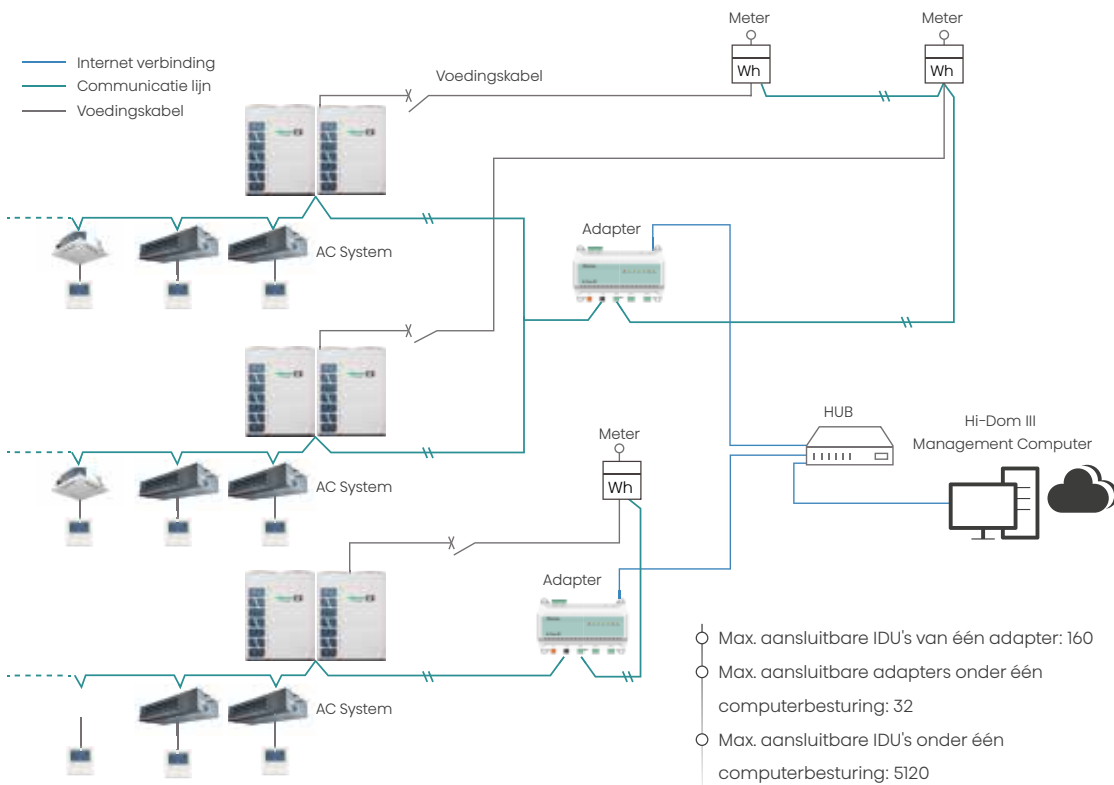 Meter
Meter
Internet verbinding
Communicatie lijn
Voedingskabel
Voedingskabel
Wh
Wh
Adapter
AC System
HUB
Hi-Dom III
Management Computer
Meter
Wh
AC System
Adapter
AC System
Max. aansluitbare IDU's van één adapter: 160
Max. aansluitbare adapters onder één
computerbesturing: 32
Max. aansluitbare IDU's onder één
computerbesturing: 5120